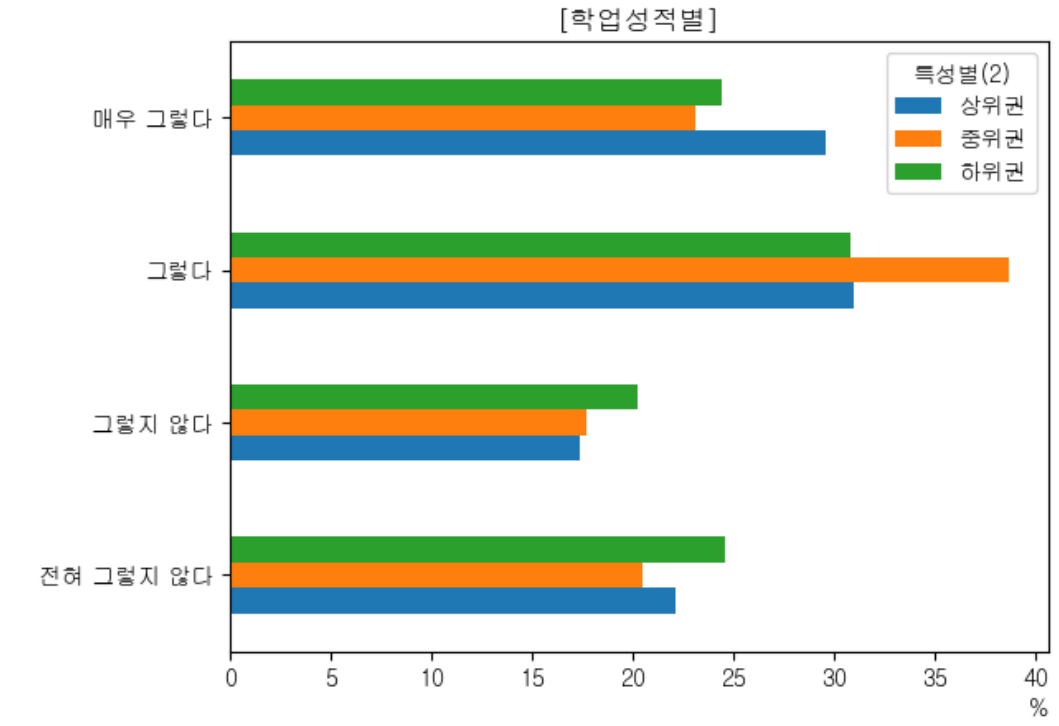 [학업성적별]
특성별(2)
상위권
중위권
하위권
매우 그렇다
그렇다
그렇지 않다
전혀 그렇지 않다
0 5 10 15 20 25 30 35 40
%